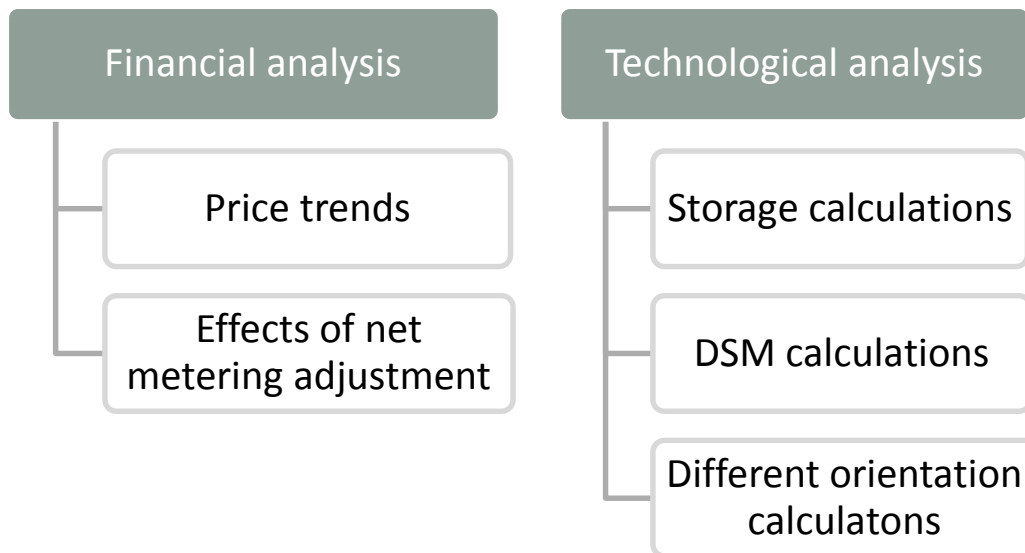 Financial analysis
Price trends
Effects of net
metering adjustment
Technological analysis
Storage calculations
DSM calculations
Different orientation
calculatons